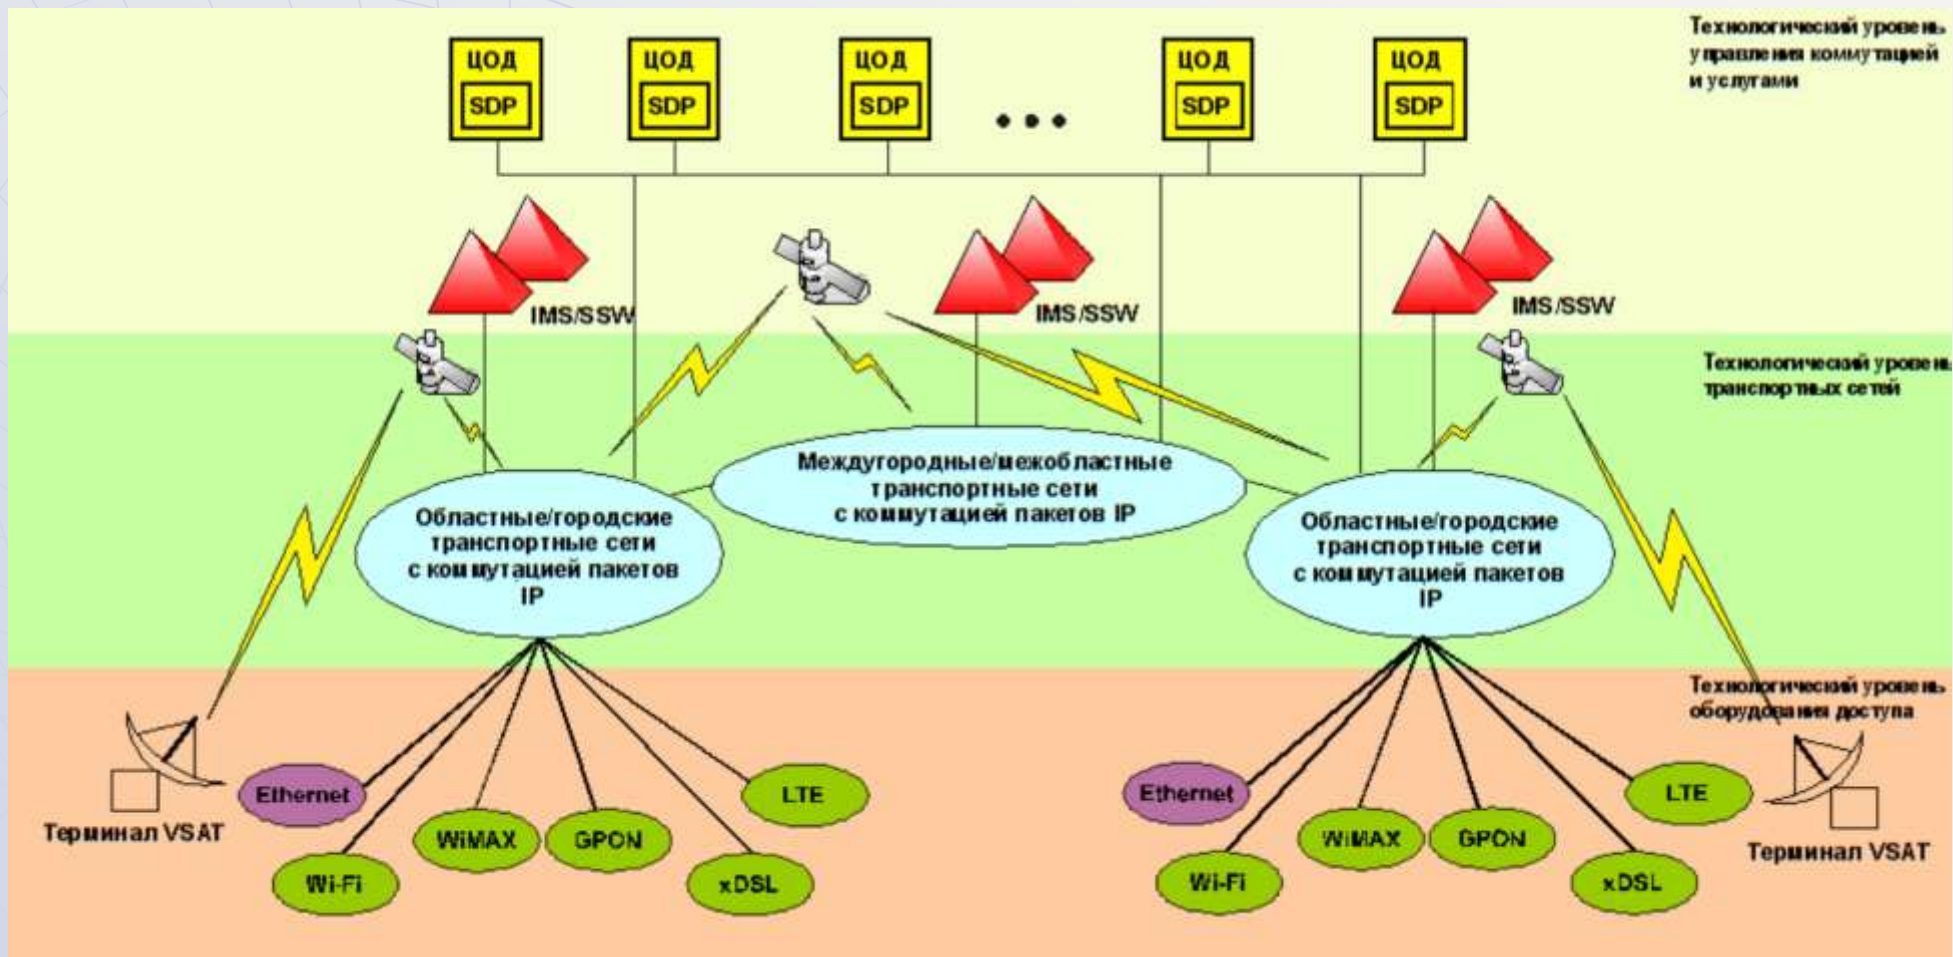 Технологический уровень
управления коммутацией
и услугами
ЦОД
SDP
ЦОД
SDP
ЦОД
SDP
ЦОД
SDP
ЦОД
SDP
IMS/SSW
IMS/SSW
IMS/SSW
Технологический уровень
транспортных сетей
Междугородные/межобластные
транспортные сети
с коммутацией пакетов IP
Областные/городские
транспортные сети
с коммутацией пакетов
IP
Областные/городские
транспортные сети
с коммутацией пакетов
IP
Технологический уровень
оборудования доступа
Терминал VSAT
Ethernet
Wi-Fi
WiMAX
GPON
xDSL
LTE
Ethernet
Wi-Fi
WiMAX
GPON
xDSL
LTE
Терминал VSAT